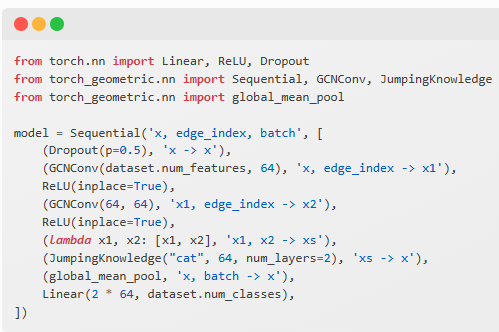 from torch.nn import Linear, ReLU, Dropout
from torch_geometric.nn import Sequential, GCNConv, JumpingKnowledge
from torch_geometric.nn import global_mean_pool

model = Sequential('x, edge_index, batch', [
    (Dropout(p=0.5), 'x -> x'),
    (GCNConv(dataset.num_features, 64), 'x, edge_index -> x1'),
    ReLU(inplace=True),
    (GCNConv(64, 64), 'x1, edge_index -> x2'),
    ReLU(inplace=True),
    (lambda x1, x2: [x1, x2], 'x1, x2 -> xs'),
    (JumpingKnowledge("cat", 64, num_layers=2), 'xs -> x'),
    (global_mean_pool, 'x, batch -> x'),
    Linear(2 * 64, dataset.num_classes),
])